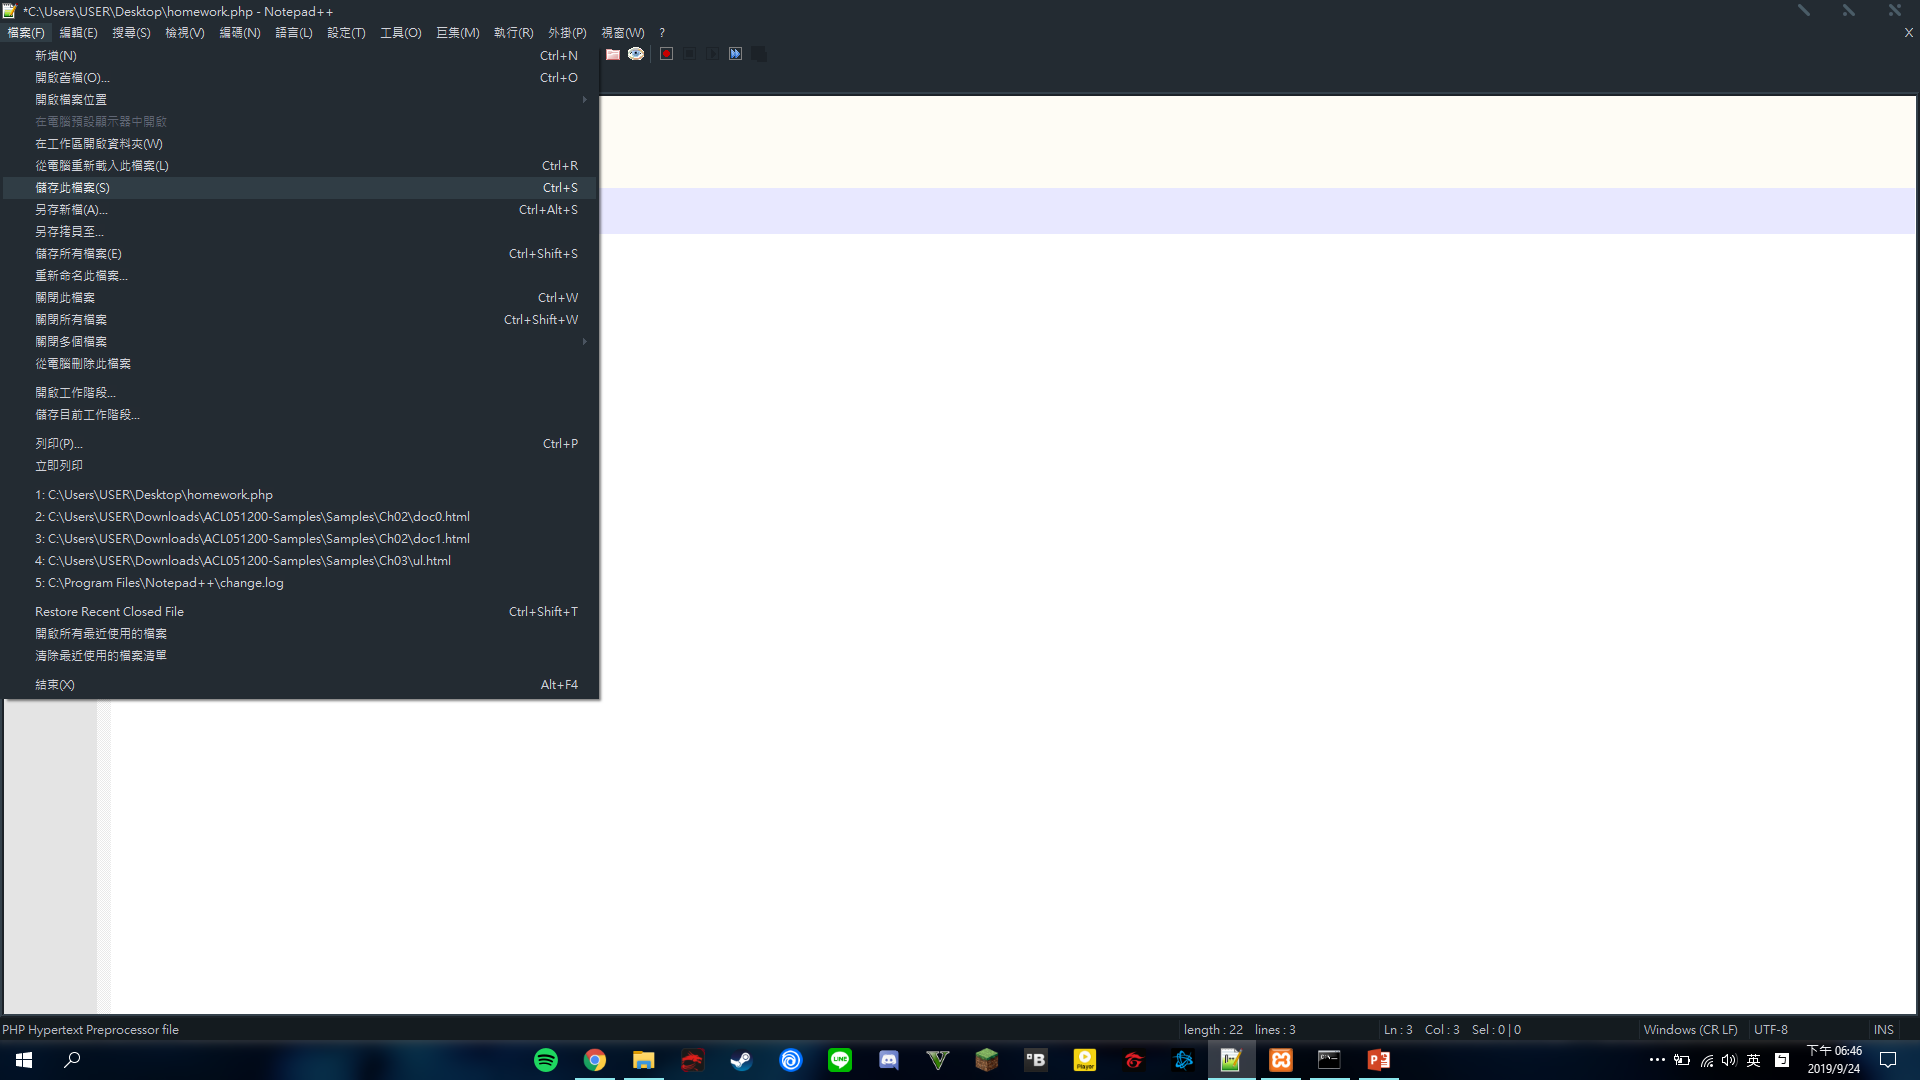 *C:\Users\USER\Desktop\homework.php - Notepad++
檔案(F) 編輯(E) 搜尋(S) 檢視(V) 編碼(N) 語言(L) 設定(T) 工具(O) 巨集(M) 執行(R) 外掛(P) 視窗(W) ? X
新增(N) Ctrl+N
開啟舊檔(O)... Ctrl+O
開啟檔案位置
在電腦預設顯示器中開啟
在工作區開啟資料夾(W)
從電腦重新載入此檔案(L) Ctrl+R
儲存此檔案(S) Ctrl+S
另存新檔(A)... Ctrl+Alt+S
另存拷貝至...
儲存所有檔案(E) Ctrl+Shift+S
重新命名此檔案...
關閉此檔案 Ctrl+W
關閉所有檔案 Ctrl+Shift+W
關閉多個檔案
從電腦刪除此檔案
開啟工作階段...
儲存目前工作階段...
列印(P)... Ctrl+P
立即列印
1: C:\Users\USER\Desktop\homework.php
2: C:\Users\USER\Downloads\ACL051200-Samples\Samples\Ch02\doc0.html
3: C:\Users\USER\Downloads\ACL051200-Samples\Samples\Ch02\doc1.html
4: C:\Users\USER\Downloads\ACL051200-Samples\Samples\Ch03\ul.html
5: C:\Program Files\Notepad++\change.log
Restore Recent Closed File Ctrl+Shift+T
開啟所有最近使用的檔案
清除最近使用的檔案清單
結束(X) Alt+F4
PHP Hypertext Preprocessor file length : 22 lines : 3 Ln : 3 Col : 3 Sel : 0 | 0 Windows (CR LF) UTF-8 INS
LINE
B
Player
英 ㄅ
下午 06:46
2019/9/24